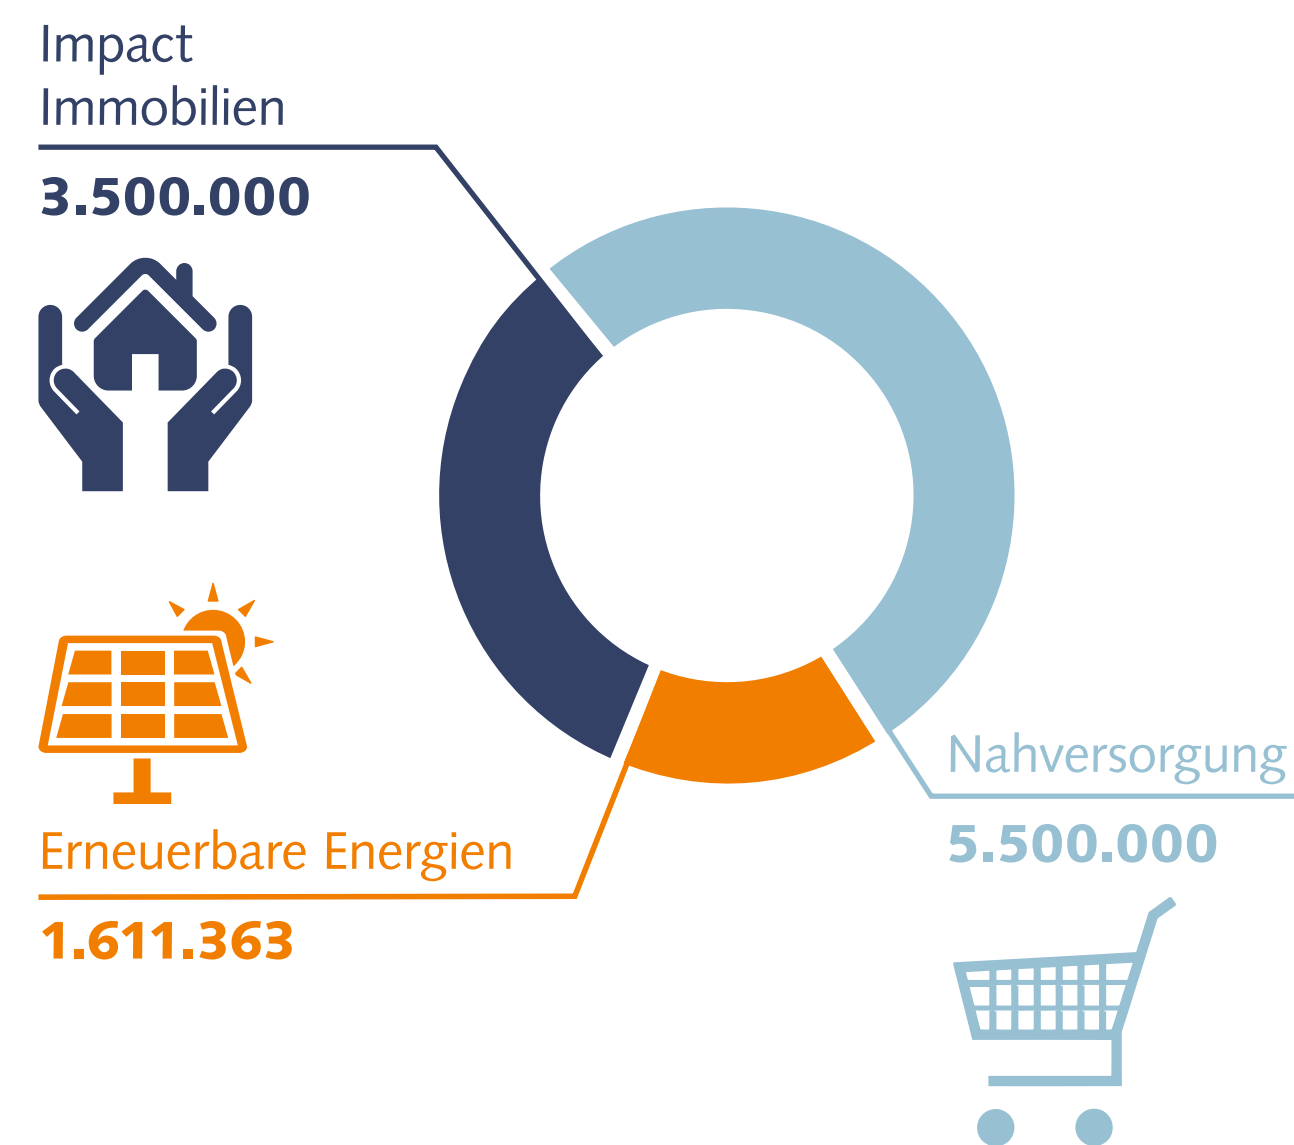 Impact
Immobilien
3.500.000
Erneuerbare Energien
1.611.363
Nahversorgung
5.500.000